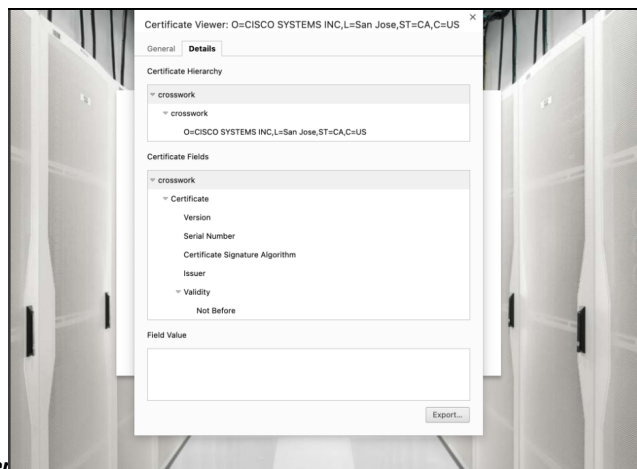 Certificate Viewer: O=CISCO SYSTEMS INC,L=San Jose,ST=CA,C=US
×
General Details
Certificate Hierarchy
crosswork
crosswork
O=CISCO SYSTEMS INC,L=San Jose,ST=CA,C=US
Certificate Fields
crosswork
Certificate
Version
Serial Number
Certificate Signature Algorithm
Issuer
Validity
Not Before
Field Value
Export...